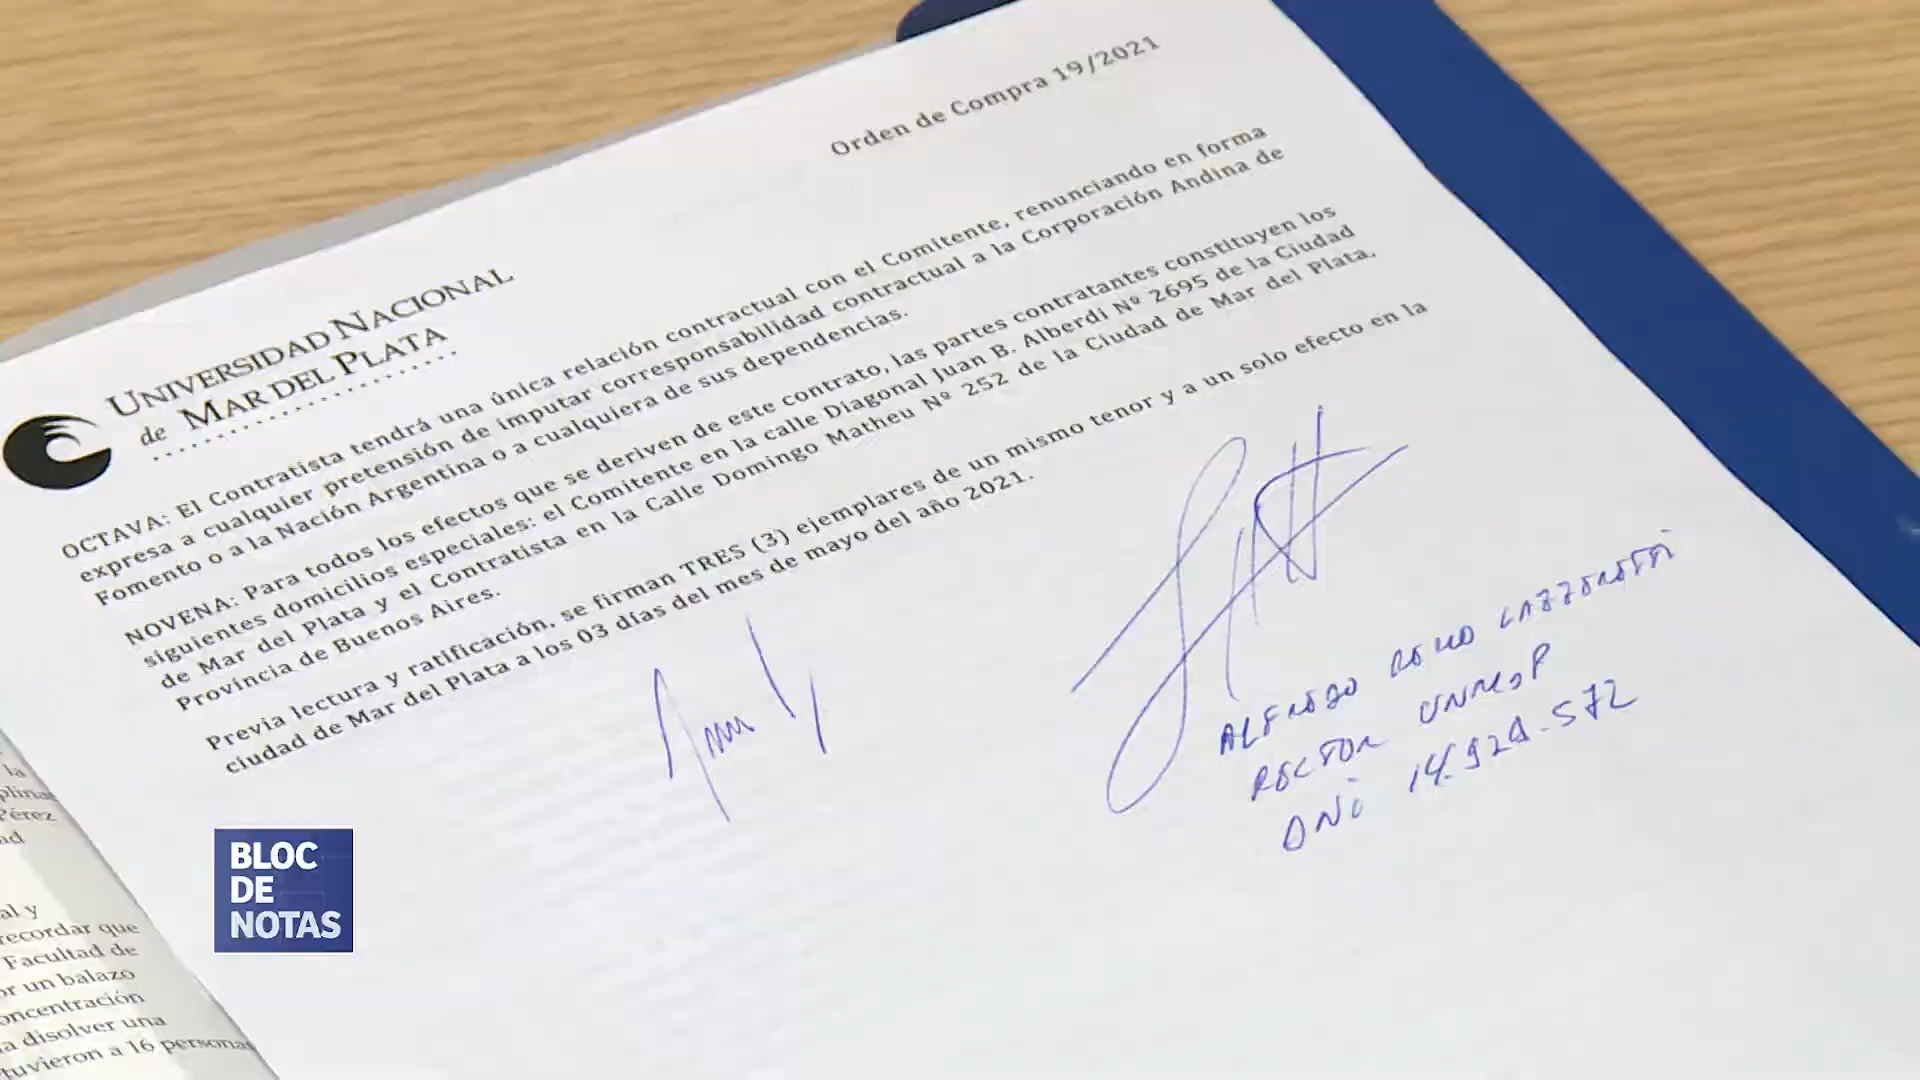 Orden de Compra 19/2021
UNIVERSIDAD NACIONAL
de MAR DEL PLATA
OCTAVA: El Contratista tendrá una única relación contractual con el Comitente, renunciando en forma
expresa a cualquier pretensión de imputar corresponsabilidad contractual a la Corporación Andina de
Fomento o a la Nación Argentina o a cualquiera de sus dependencias.
NOVENA: Para todos los efectos que se deriven de este contrato, las partes contratantes constituyen los
siguientes domicilios especiales: el Comitente en la calle Diagonal Juan B. Alberdi Nº 2695 de la Ciudad
de Mar del Plata y el Contratista en la Calle Domingo Matheu Nº 252 de la Ciudad de Mar del Plata,
Provincia de Buenos Aires.
Previa lectura y ratificación, se firman TRES (3) ejemplares de un mismo tenor y a un solo efecto en la
ciudad de Mar del Plata a los 03 días del mes de mayo del año 2021.
ALFREDO REMO LAZZERETTI
RECTOR UNMDP
DNI 14.929.572
la
Pérez
al y
recordar que
Facultad de
or un balazo
oncentración
a disolver una
tuvieron a 16 personas
BLOC
DE
NOTAS